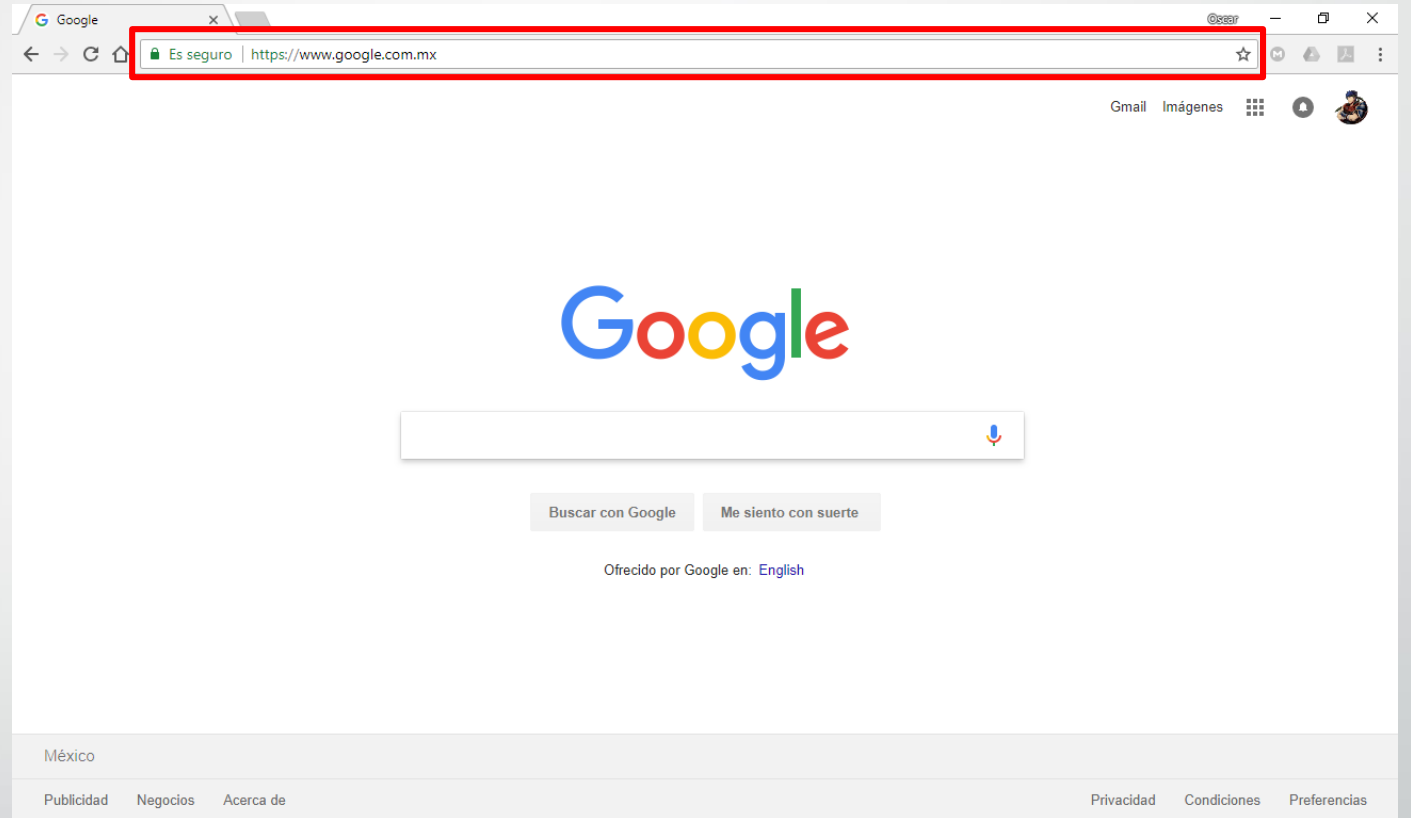 Google
Oscar
Es seguro | https://www.google.com.mx
Gmail Imágenes
Google
Buscar con Google Me siento con suerte
Ofrecido por Google en: English
México
Publicidad Negocios Acerca de Privacidad Condiciones Preferencias